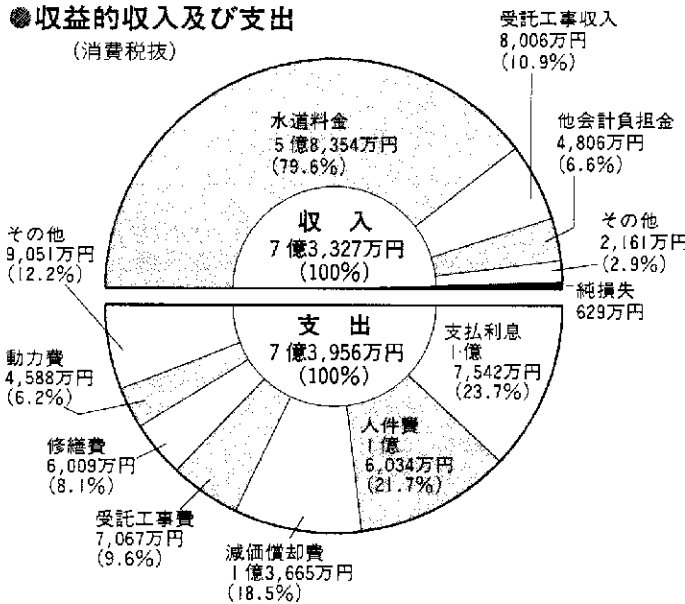 ●収益的収入及び支出
(消費税抜)
受託工事収入
8,006万円
(10.9%)
水道料金
5億8,354万円
(79.6%)
他会計負担金
4,806万円
(6.6%)
収入
7億3,327万円
(100%)
その他
2,161万円
(2.9%)
純損失
629万円
その他
9,051万円
(12.2%)
支出
7億3,956万円
(100%)
支払利息
1億
7,542万円
(23.7%)
動力費
4,588万円
(6.2%)
人件費
1億
6,034万円
(21.7%)
修繕費
6,009万円
(8.1%)
受託工事費
7,067万円
(9.6%)
減価償却費
1億3,665万円
(18.5%)